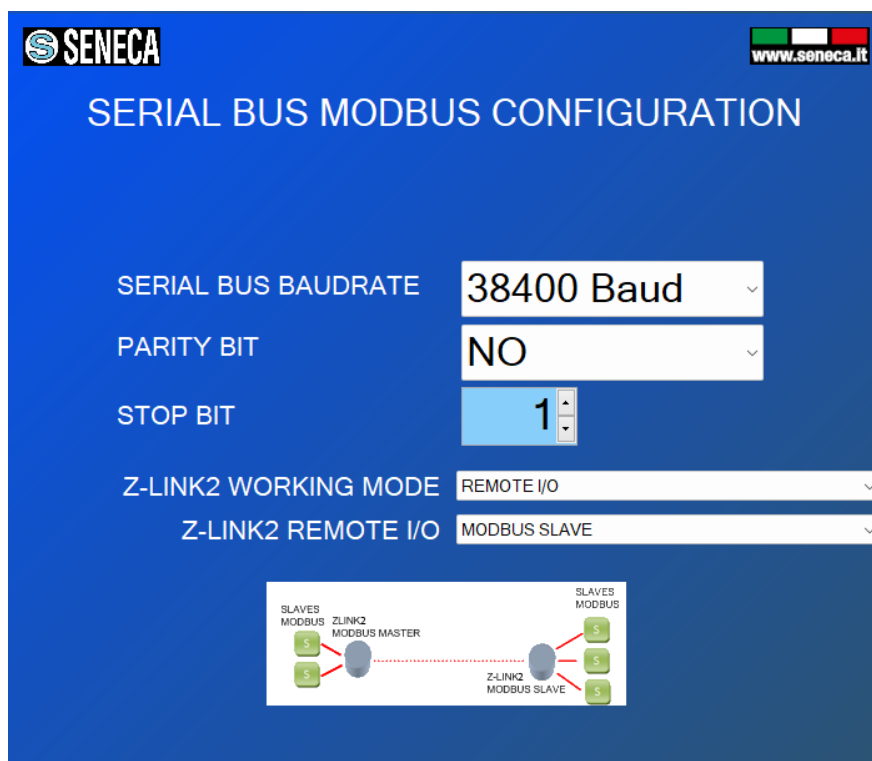 SENECA
www.seneca.it
SERIAL BUS MODBUS CONFIGURATION
SERIAL BUS BAUDRATE 38400 Baud
PARITY BIT NO
STOP BIT 1
Z-LINK2 WORKING MODE REMOTE I/O
Z-LINK2 REMOTE I/O MODBUS SLAVE
SLAVES
MODBUS
ZLINK2
MODBUS MASTER
S
S
SLAVES
MODBUS
S
S
S
Z-LINK2
MODBUS SLAVE